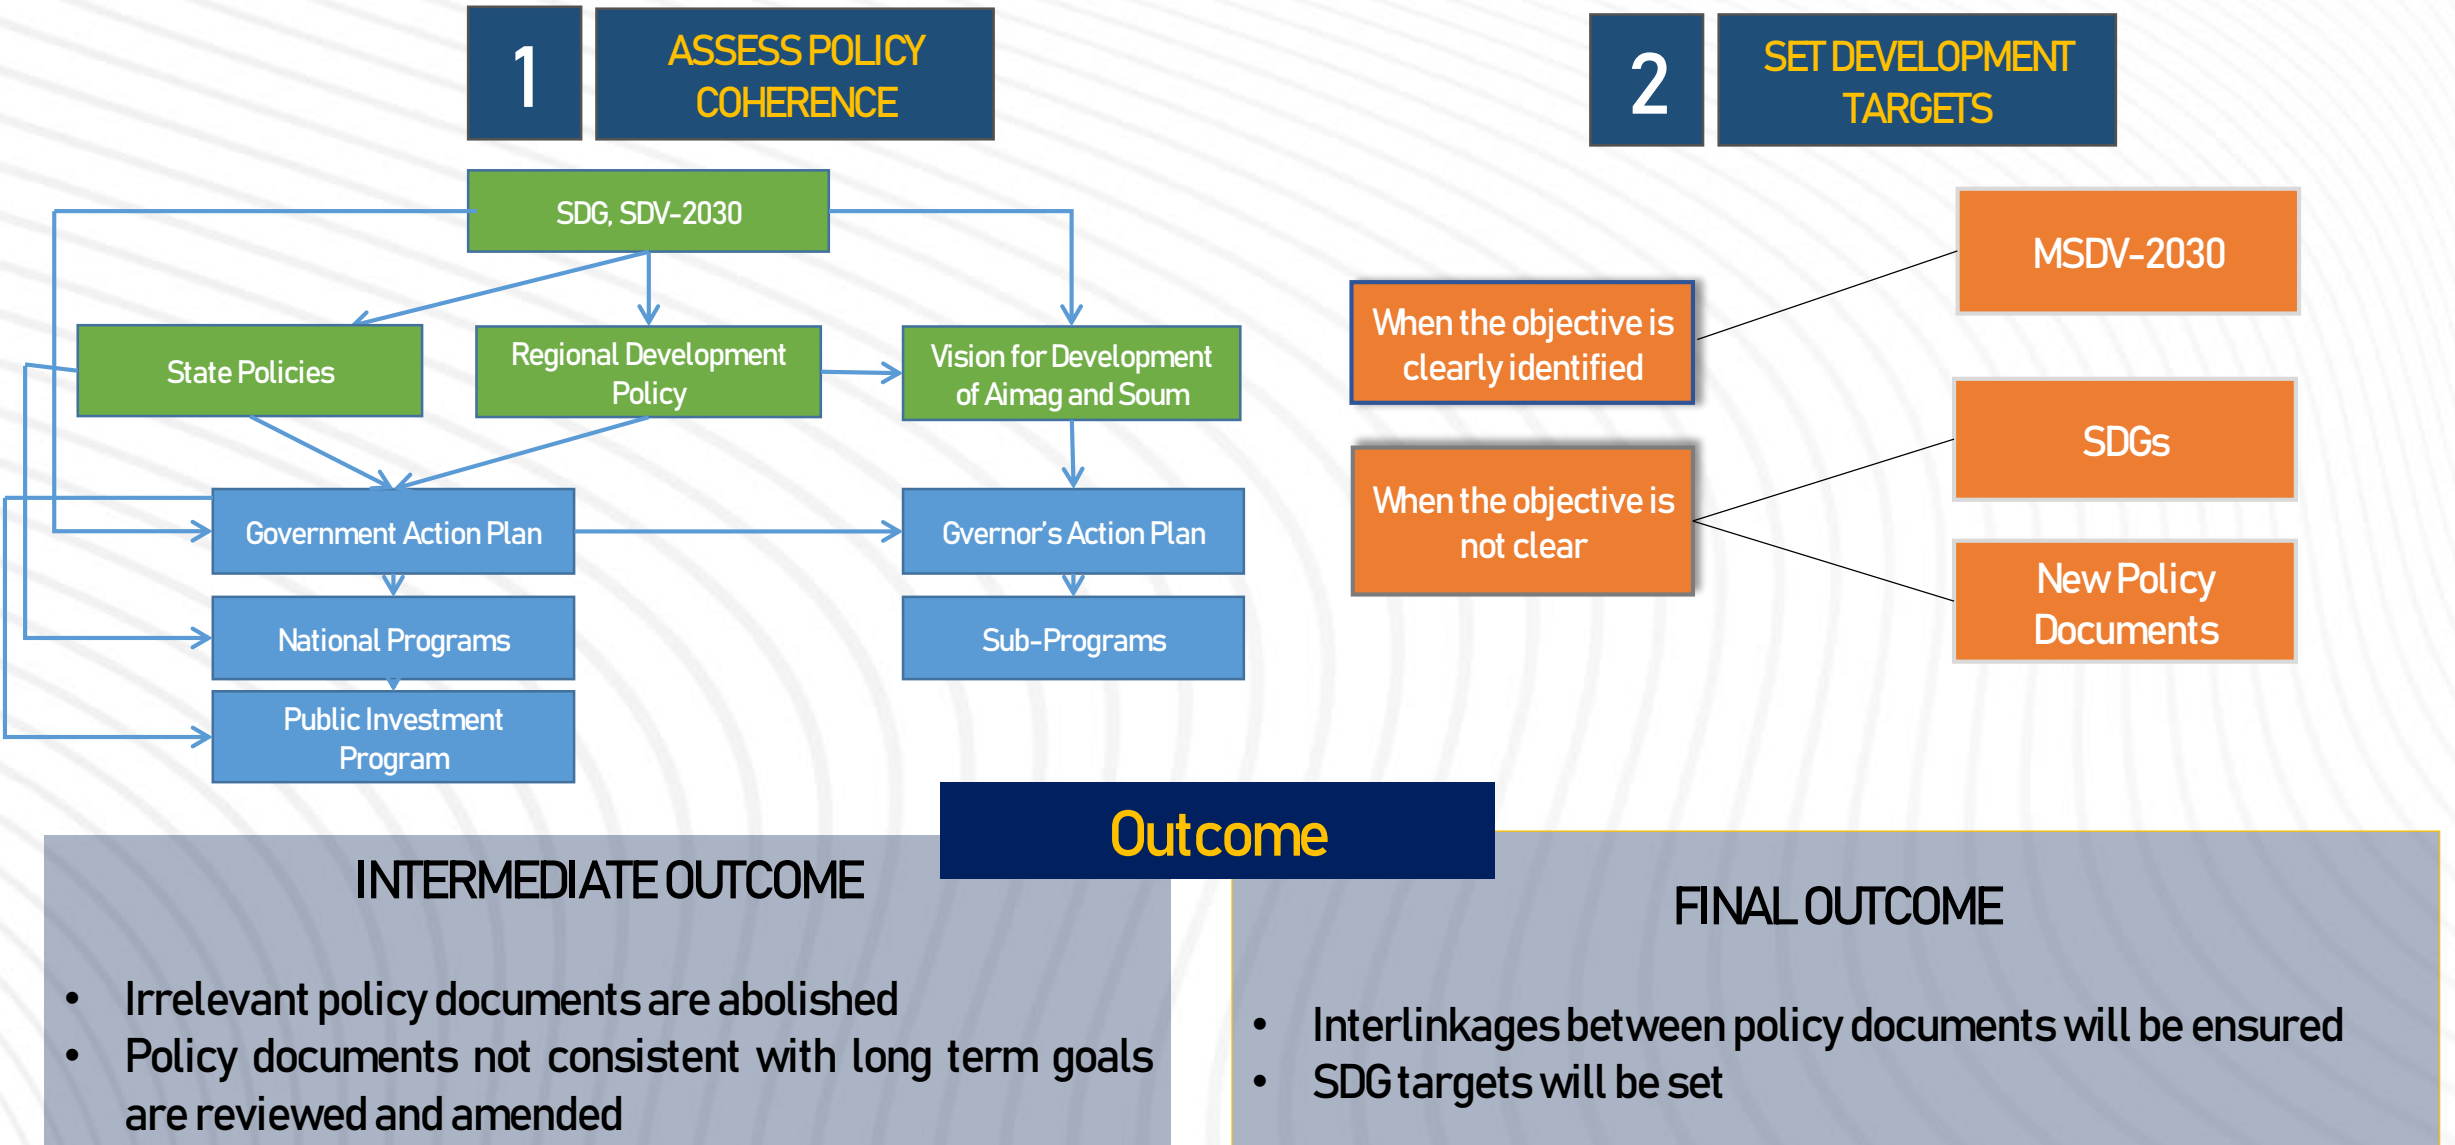 1
ASSESS POLICY
COHERENCE
SDG, SDV-2030
State Policies
Regional Development
Policy
Vision for Development
of Aimag and Soum
Government Action Plan
Gvernor's Action Plan
National Programs
Sub-Programs
Public Investment
Program
2
SET DEVELOPMENT
TARGETS
When the objective is
clearly identified
MSDV-2030
When the objective is
not clear
SDGs
New Policy
Documents
Outcome
INTERMEDIATE OUTCOME
• Irrelevant policy documents are abolished
• Policy documents not consistent with long term goals
are reviewed and amended
FINAL OUTCOME
• Interlinkages between policy documents will be ensured
• SDG targets will be set